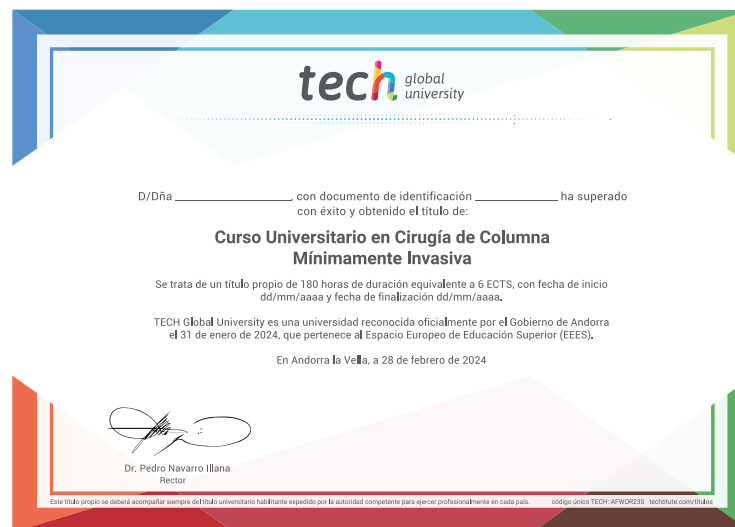 tech global university
D/Dña ____________, con documento de identificación ____________ ha superado
con éxito y obtenido el título de:
Curso Universitario en Cirugía de Columna
Mínimamente Invasiva
Se trata de un título propio de 180 horas de duración equivalente a 6 ECTS, con fecha de inicio
dd/mm/aaaa y fecha de finalización dd/mm/aaaa.
TECH Global University es una universidad reconocida oficialmente por el Gobierno de Andorra
el 31 de enero de 2024, que pertenece al Espacio Europeo de Educación Superior (EEES).
En Andorra la Vella, a 28 de febrero de 2024
Dr. Pedro Navarro Illana
Rector
Este título propio se deberá acompañar siempre del título universitario habilitante expedido por la autoridad competente para ejercer profesionalmente en cada país. código único TECH: AFWOR23S techtitute.com/titulos